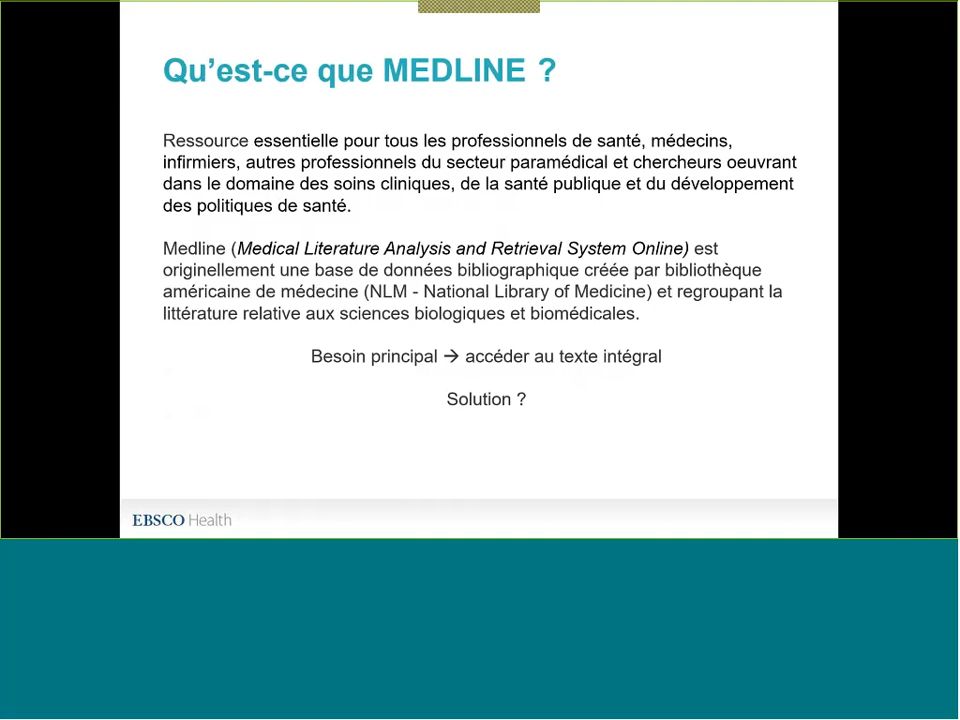 Qu’est-ce que MEDLINE ?
Ressource essentielle pour tous les professionnels de santé, médecins,
infirmiers, autres professionnels du secteur paramédical et chercheurs oeuvrant
dans le domaine des soins cliniques, de la santé publique et du développement
des politiques de santé.
Medline (Medical Literature Analysis and Retrieval System Online) est
originellement une base de données bibliographique créée par bibliothèque
américaine de médecine (NLM - National Library of Medicine) et regroupant la
littérature relative aux sciences biologiques et biomédicales.
Besoin principal → accéder au texte intégral
Solution ?
EBSCO Health